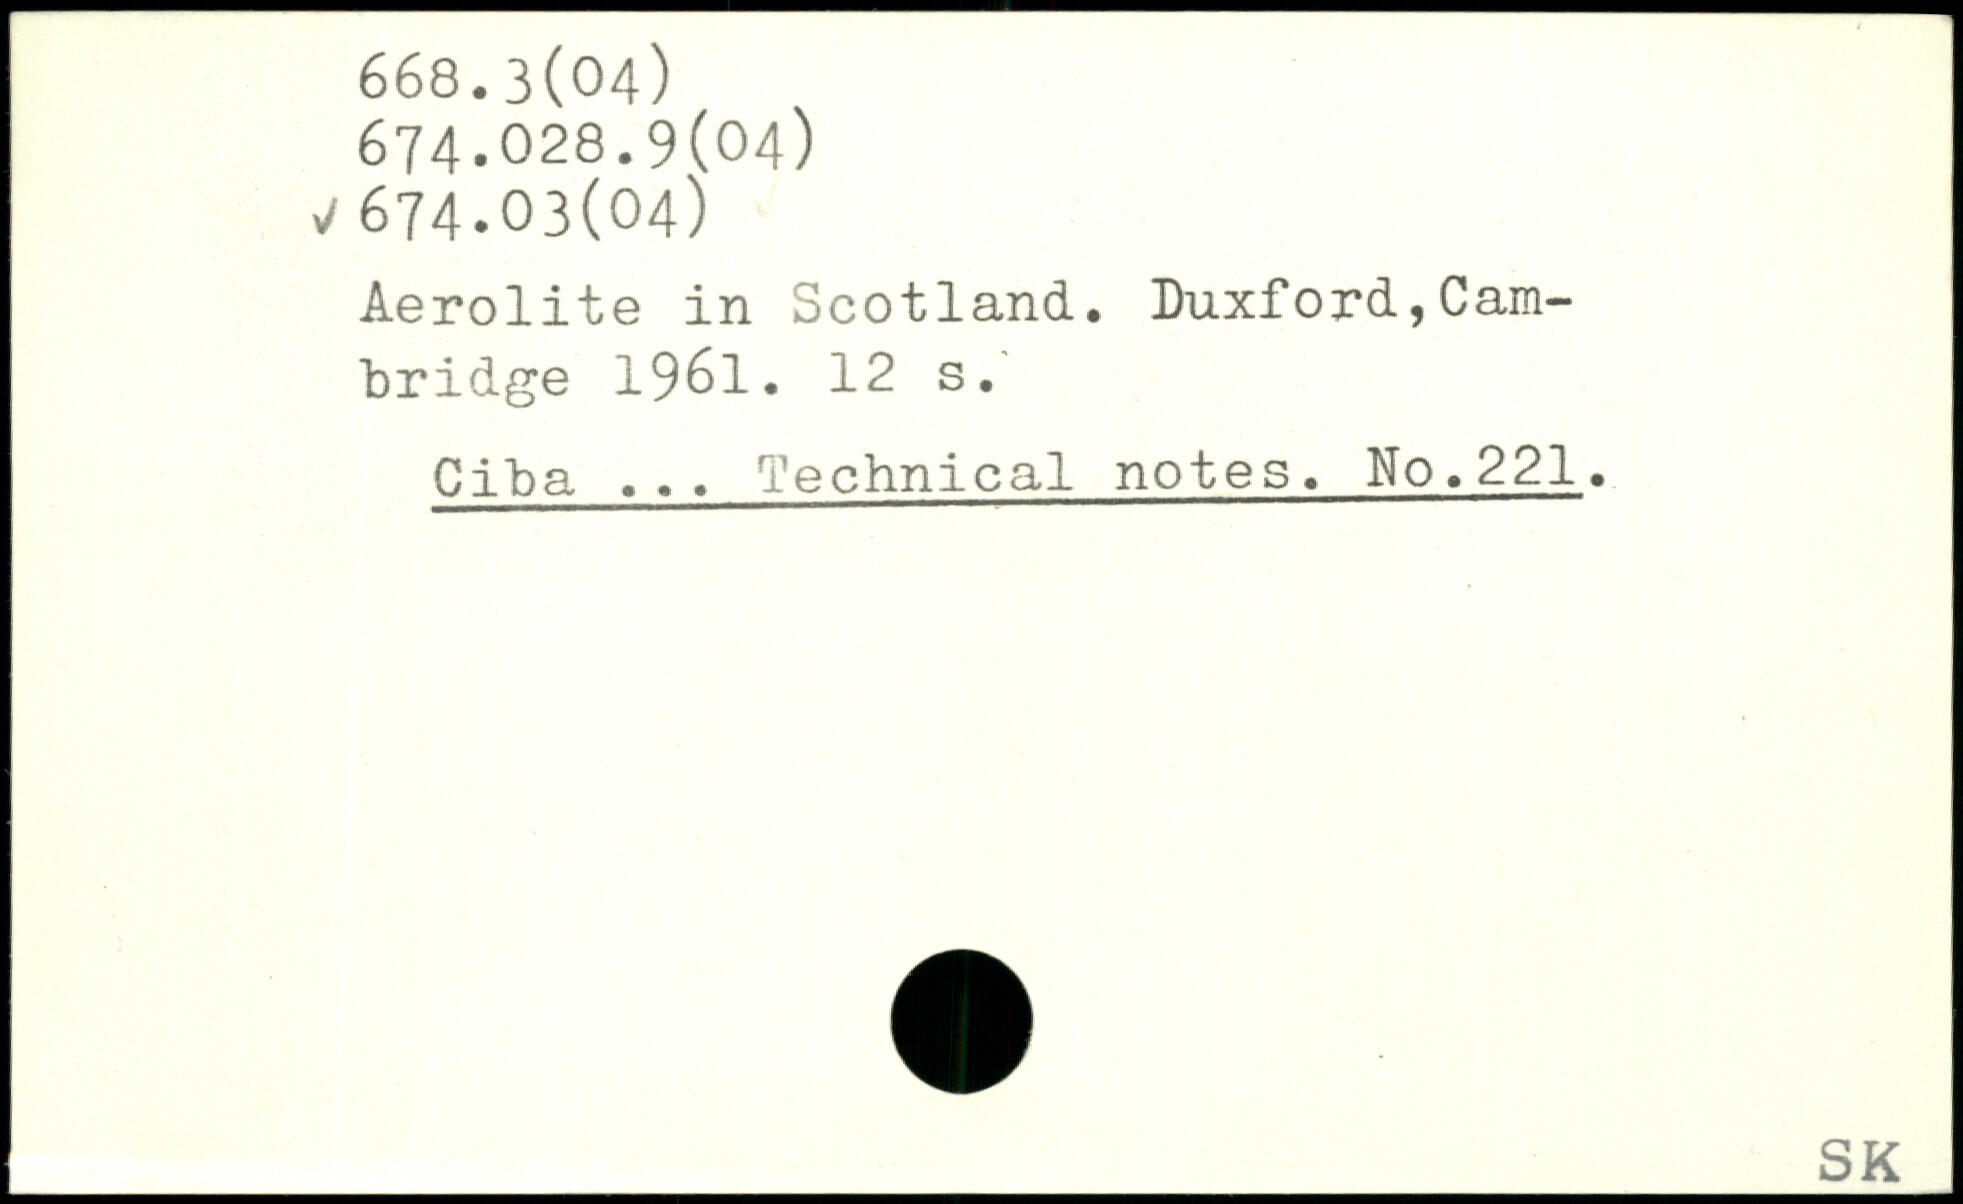 668.3(04)
674.028.9(04)
✓ 674.03(04)
Aerolite in Scotland. Duxford,Cam-
bridge 1961. 12 s.
Ciba ... Technical notes. No.221.
SK